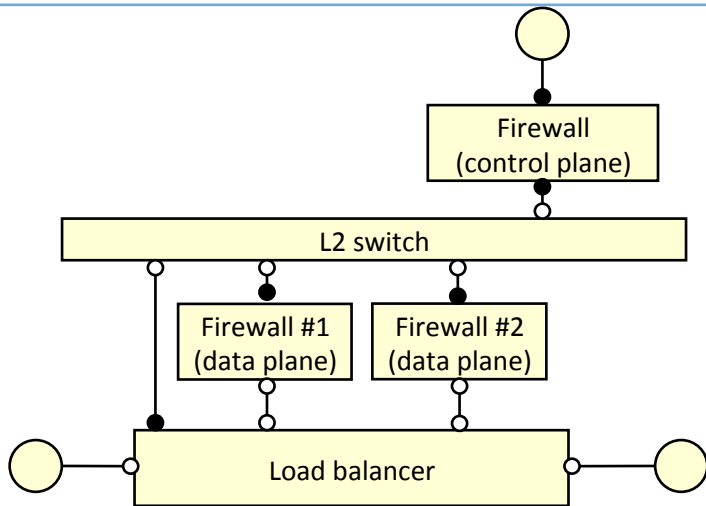 Firewall
(control plane)
L2 switch
Firewall #1
(data plane)
Firewall #2
(data plane)
Load balancer